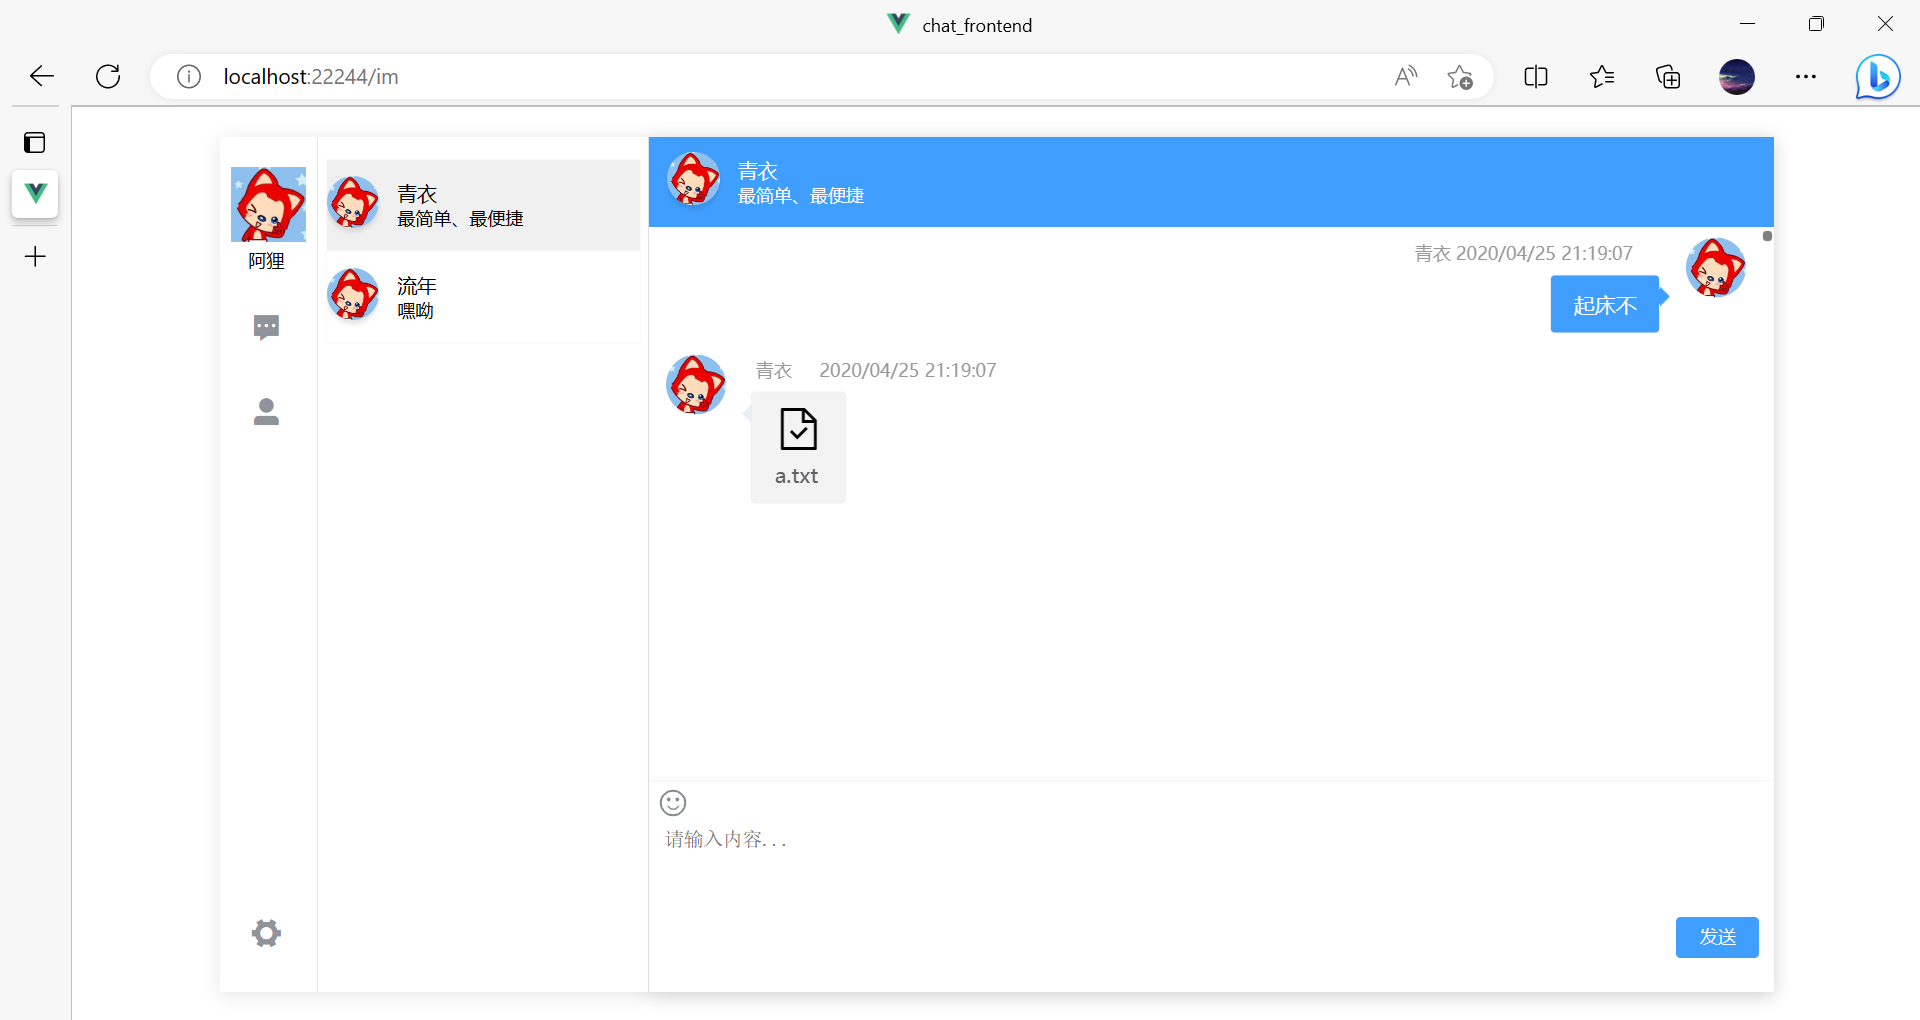 chat_frontend
localhost:22244/im
阿狸
青衣
最简单、最便捷
流年
嘿呦
青衣
最简单、最便捷
青衣 2020/04/25 21:19:07
起床不
青衣 2020/04/25 21:19:07
a.txt
请输入内容...
发送